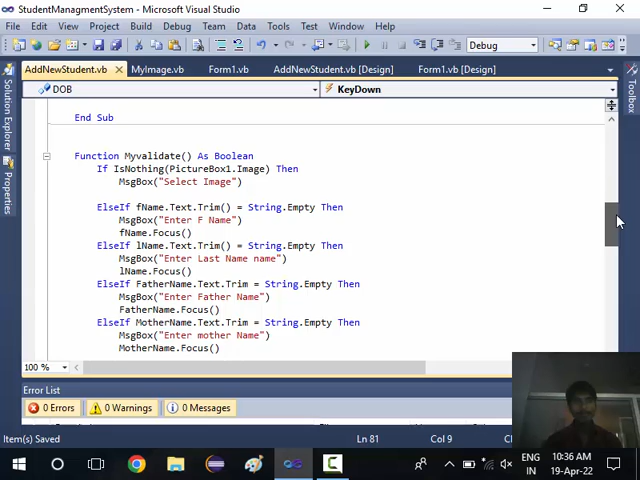 StudentManagmentSystem - Microsoft Visual Studio
File Edit View Project Build Debug Team Data Tools Test Window Help
Debug
AddNewStudent.vb MyImage.vb Form1.vb AddNewStudent.vb [Design] Form1.vb [Design]
DOB KeyDown
Solution Explorer
Properties
Toolbox
End Sub
Function Myvalidate() As Boolean
If IsNothing(PictureBox1.Image) Then
MsgBox("Select Image")
ElseIf fName.Text.Trim() = String.Empty Then
MsgBox("Enter F Name")
fName.Focus()
ElseIf lName.Text.Trim() = String.Empty Then
MsgBox("Enter Last Name name")
lName.Focus()
ElseIf FatherName.Text.Trim = String.Empty Then
MsgBox("Enter Father Name")
FatherName.Focus()
ElseIf MotherName.Text.Trim = String.Empty Then
MsgBox("Enter mother Name")
MotherName.Focus()
100 %
Error List
0 Errors 0 Warnings 0 Messages
Item(s) Saved Ln 81 Col 9
ENG
IN
10:36 AM
19-Apr-22